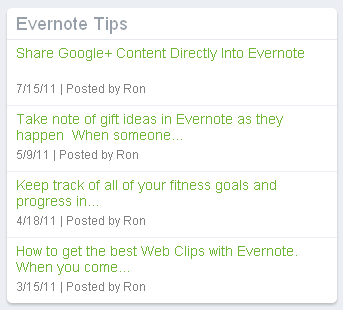 Evernote Tips
Share Google+ Content Directly Into Evernote
7/15/11 | Posted by Ron
Take note of gift ideas in Evernote as they
happen  When someone...
5/9/11 | Posted by Ron
Keep track of all of your fitness goals and
progress in...
4/18/11 | Posted by Ron
How to get the best Web Clips with Evernote.
When you come...
3/15/11 | Posted by Ron